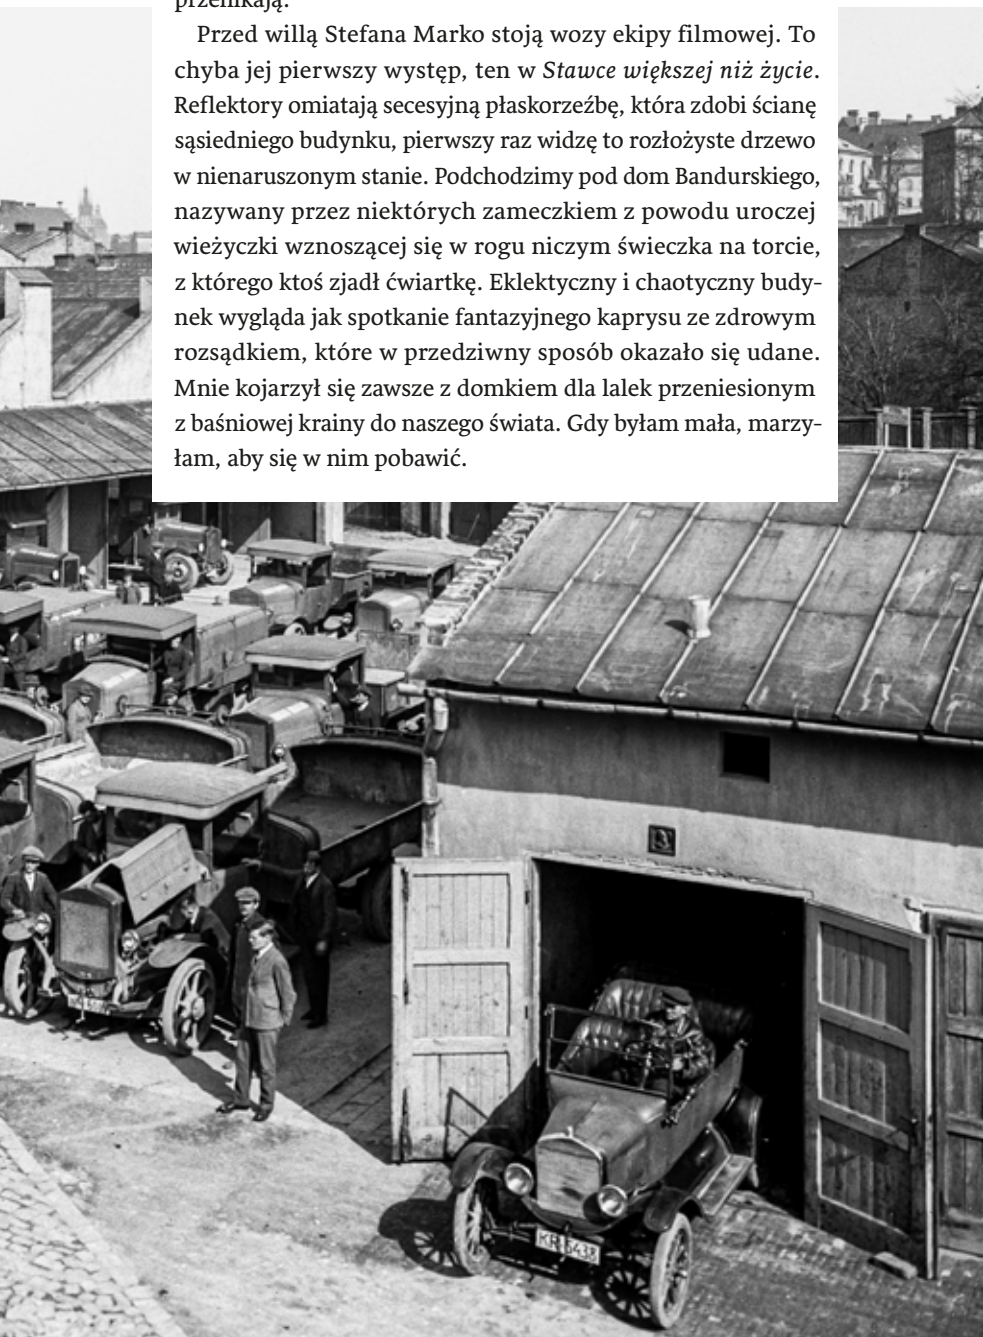 przenikają.
Przed willą Stefana Marko stoją wozy ekipy filmowej. To
chyba jej pierwszy występ, ten w Stawce większej niż życie.
Reflektory omiatają secesyjną płaskorzeźbę, która zdobi ścianę
sąsiedniego budynku, pierwszy raz widzę to rozłożyste drzewo
w nienaruszonym stanie. Podchodzimy pod dom Bandurskiego,
nazywany przez niektórych zameczkiem z powodu uroczej
wieżyczki wznoszącej się w rogu niczym świeczka na torcie,
z którego ktoś zjadł ćwiartkę. Eklektyczny i chaotyczny budy-
nek wygląda jak spotkanie fantazyjnego kaprysu ze zdrowym
rozsądkiem, które w przedziwny sposób okazało się udane.
Mnie kojarzył się zawsze z domkiem dla lalek przeniesionym
z baśniowej krainy do naszego świata. Gdy byłam mała, marzy-
łam, aby się w nim pobawić.
KR 5438